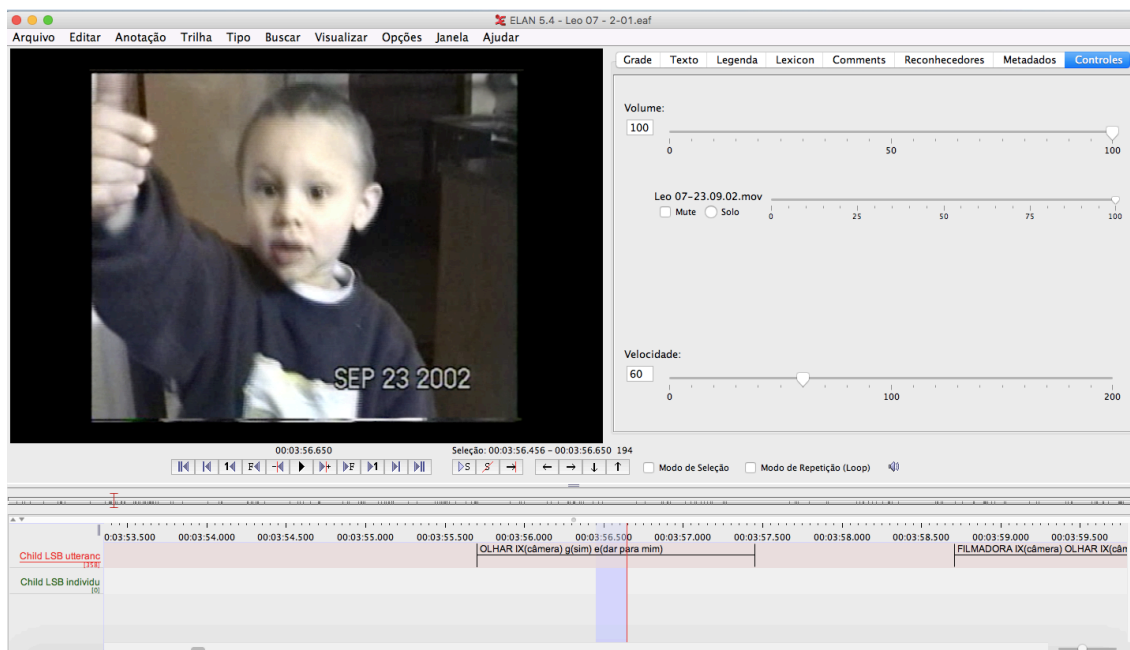 ELAN 5.4 - Leo 07 - 2-01.eaf
Arquivo Editar Anotação Trilha Tipo Buscar Visualizar Opções Janela Ajudar
Grade Texto Legenda Lexicon Comments Reconhecedores Metadados Controles
Volume:
100
0 50 100
Leo 07-23.09.02.mov
Mute Solo
0 25 50 75 100
SEP 23 2002
Velocidade:
60
0 100 200
00:03:56.650
Seleção: 00:03:56.456 - 00:03:56.650 194
1 F - + F 1
S S
Modo de Seleção Modo de Repetição (Loop)
0:03:53.500 00:03:54.000 00:03:54.500 00:03:55.000 00:03:55.500 00:03:56.000 00:03:56.500 00:03:57.000 00:03:57.500 00:03:58.000 00:03:58.500 00:03:59.000 00:03:59.500
Child LSB utteranc
[358]
OLHAR IX(câmera) g(sim) e(dar para mim)
FILMADORA IX(câmera) OLHAR IX(cân
Child LSB individu
[0]